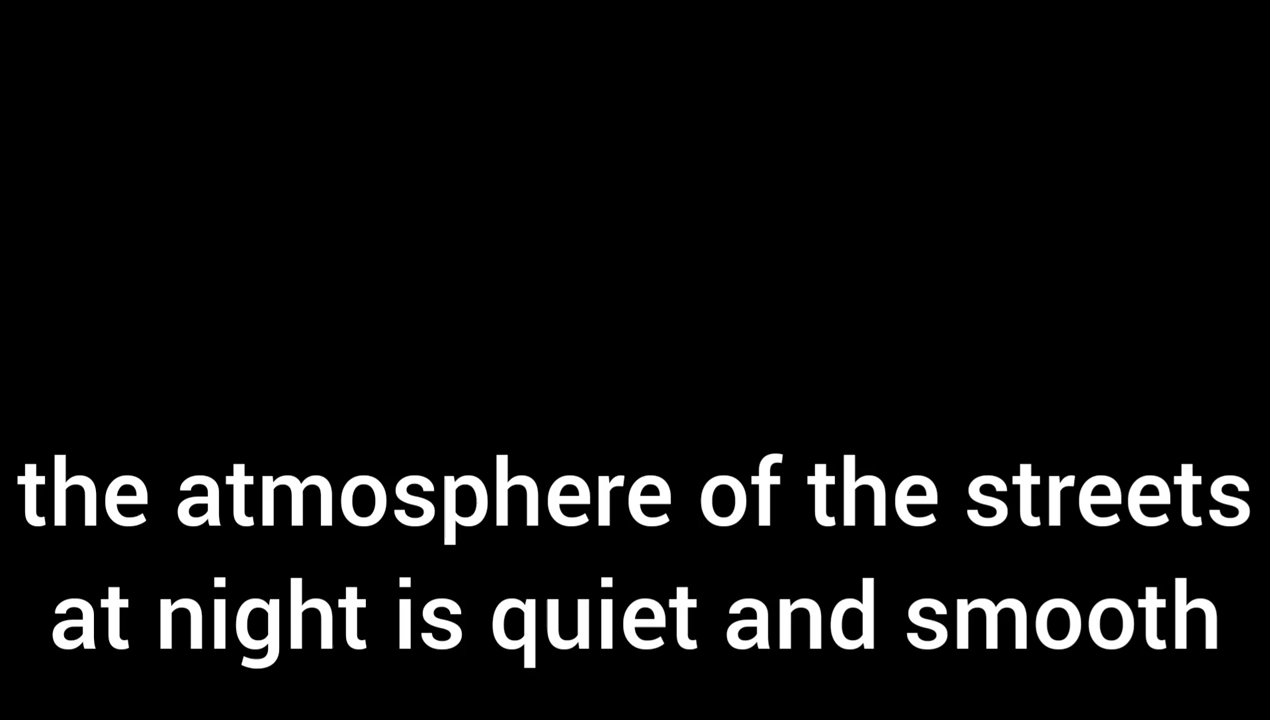 the atmosphere of the streets
at night is quiet and smooth